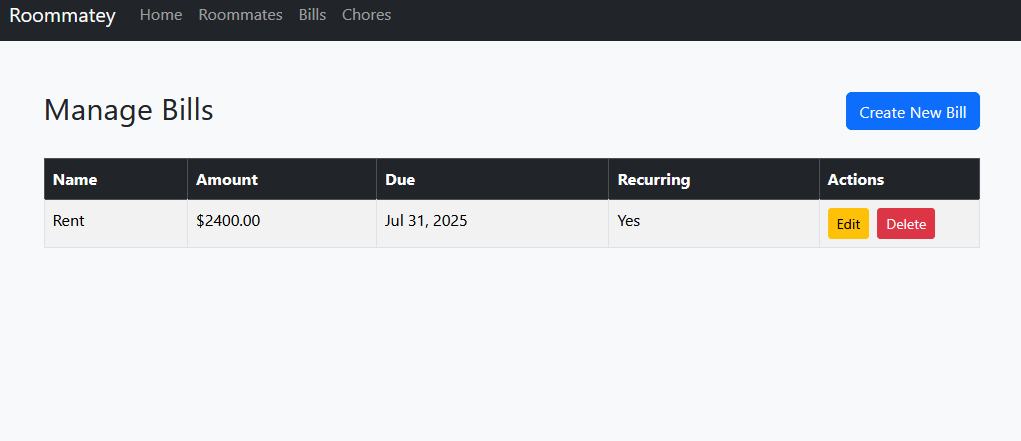 Roommatey Home Roommates Bills Chores
Manage Bills Create New Bill
Name Amount Due Recurring Actions
Rent $2400.00 Jul 31, 2025 Yes Edit Delete